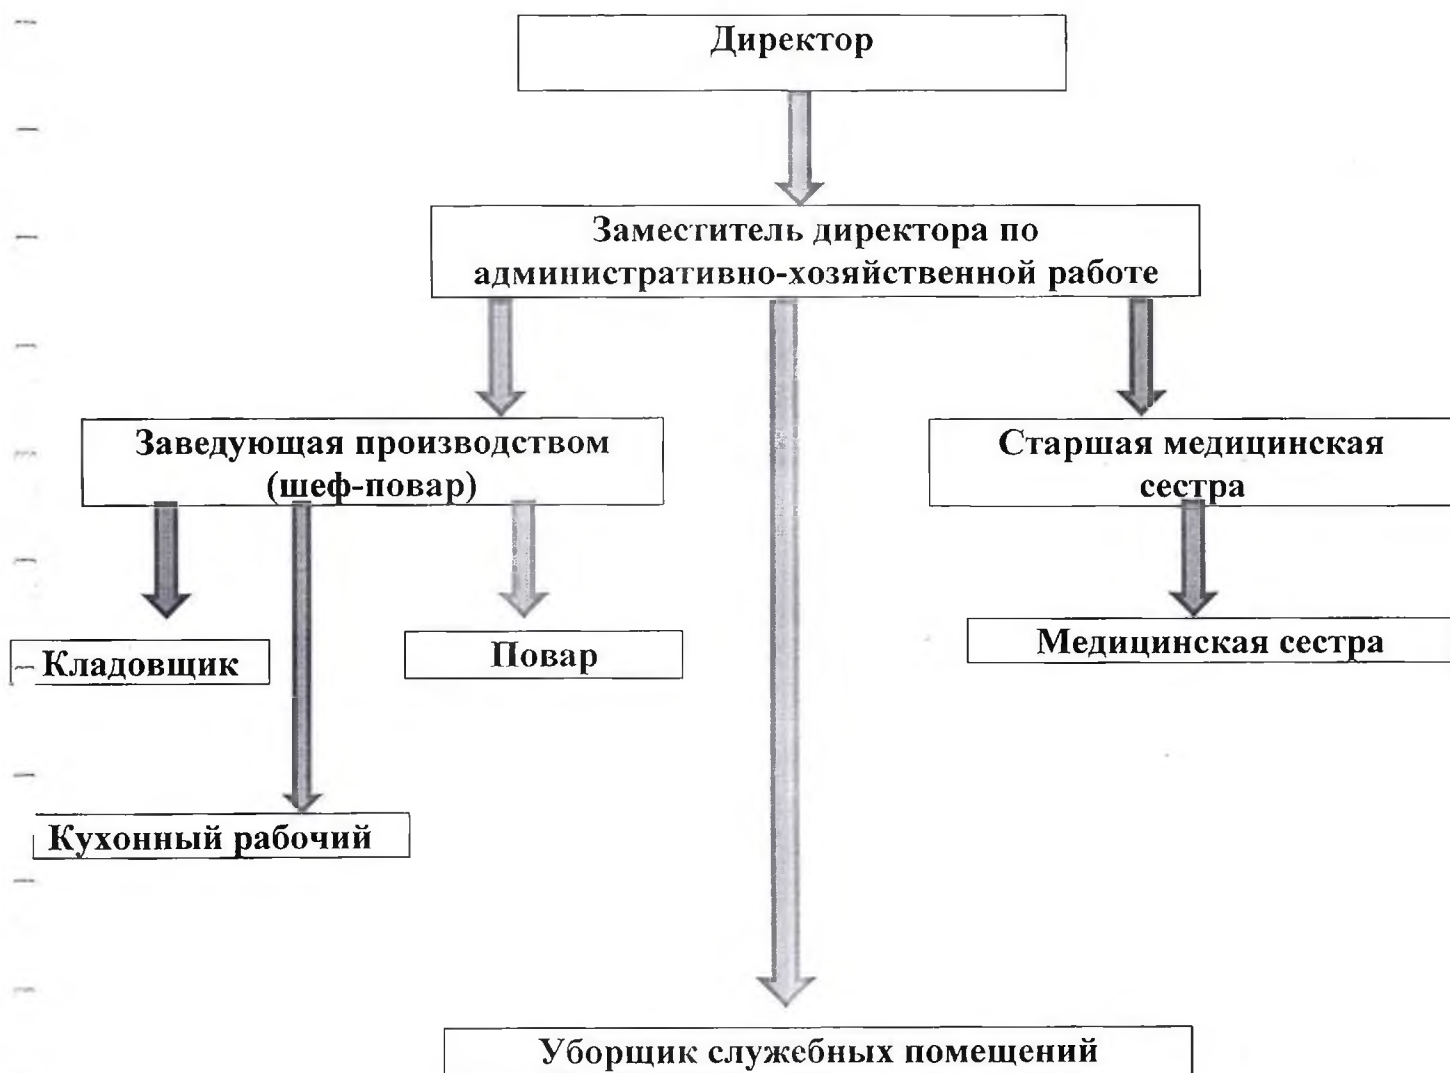 Директор
Заместитель директора по
административно-хозяйственной работе
Заведующая производством
(шеф-повар)
Старшая медицинская
сестра
Кладовщик
Повар
Медицинская сестра
Кухонный рабочий
Уборщик служебных помещений